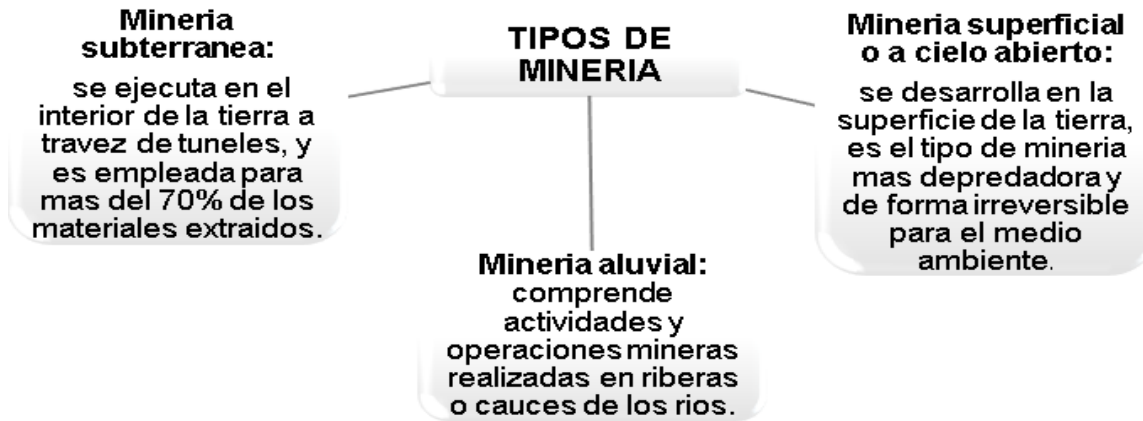 TIPOS DE
MINERIA
Mineria
subterranea:
se ejecuta en el
interior de la tierra a
travez de tuneles, y
es empleada para
mas del 70% de los
materiales extraidos.
Mineria aluvial:
comprende
actividades y
operaciones mineras
realizadas en riberas
o cauces de los rios.
Mineria superficial
o a cielo abierto:
se desarrolla en la
superficie de la tierra,
es el tipo de mineria
mas depredadora y
de forma irreversible
para el medio
ambiente.